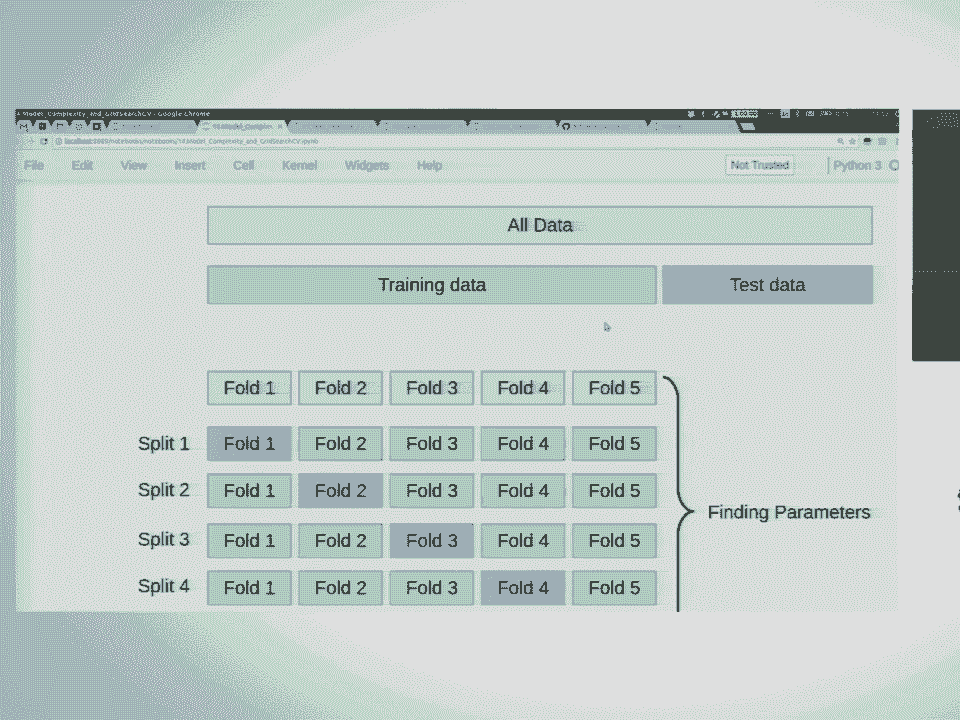 Model_Complexity_and_GridSearchCV - Google Chrome
File Edit View Insert Cell Kernel Widgets Help Not Trusted Python 3
All Data
Training data Test data
Fold 1 Fold 2 Fold 3 Fold 4 Fold 5
Split 1 Fold 1 Fold 2 Fold 3 Fold 4 Fold 5
Split 2 Fold 1 Fold 2 Fold 3 Fold 4 Fold 5
Finding Parameters
Split 3 Fold 1 Fold 2 Fold 3 Fold 4 Fold 5
Split 4 Fold 1 Fold 2 Fold 3 Fold 4 Fold 5